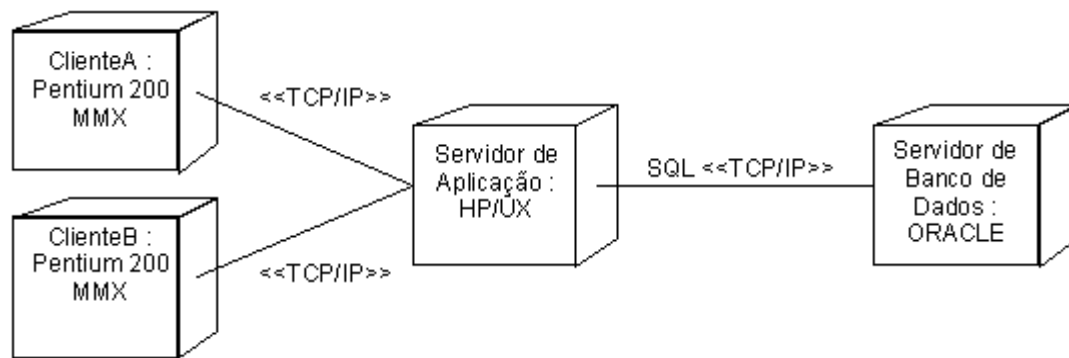 ClienteA :
Pentium 200
MMX
<<TCP/IP>>
ClienteB :
Pentium 200
MMX
<<TCP/IP>>
Servidor de
Aplicação :
HP/UX
SQL <<TCP/IP>>
Servidor de
Banco de
Dados :
ORACLE